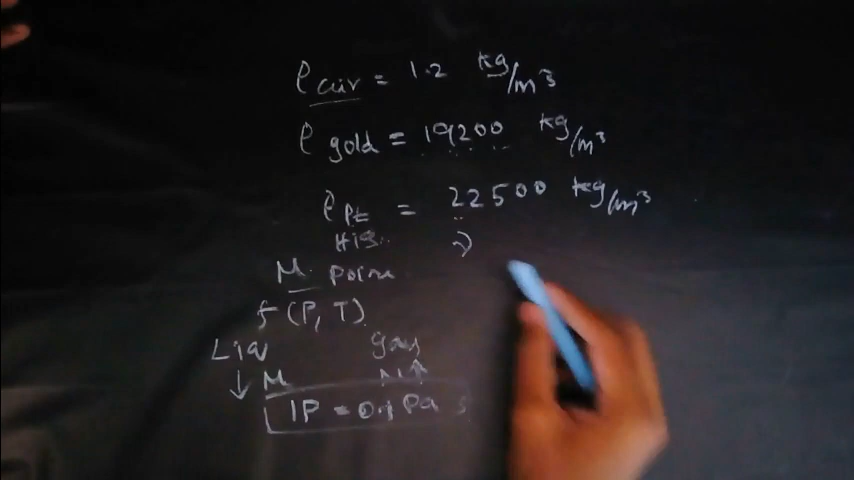 ρ air = 1.2 kg/m³
ρ gold = 19200 kg/m³
ρ Pt = 22500 kg/m³
Hig
μ
f (P, T)
Liq gas
↓ μ μ ↑
1P = 0.1 Pa s